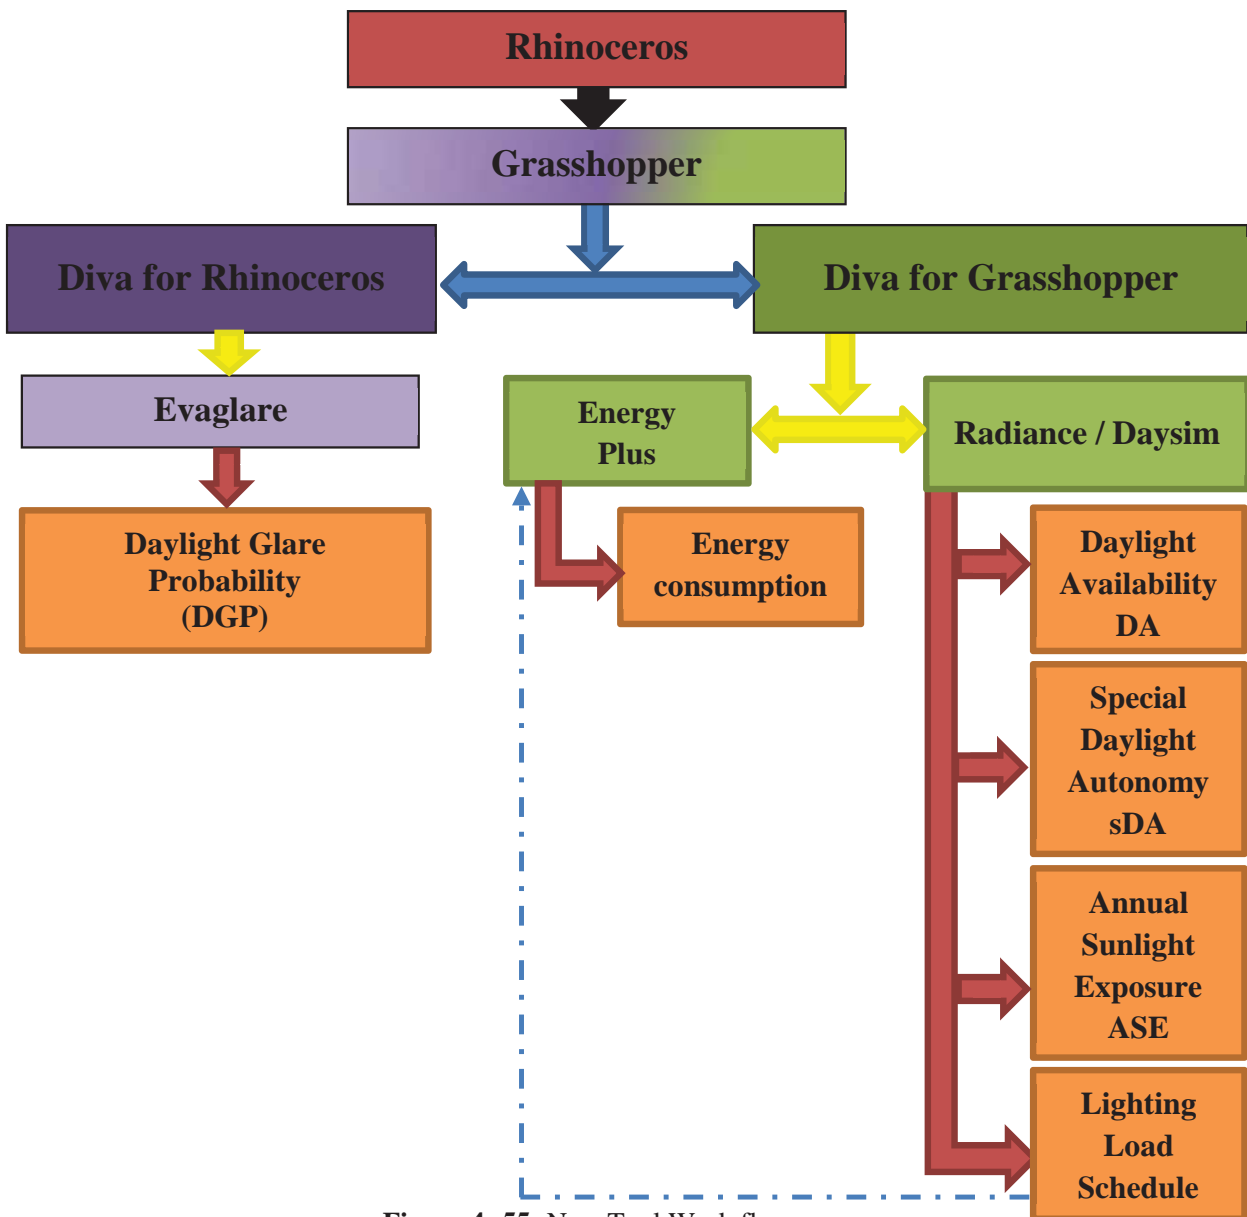 Rhinoceros
Grasshopper
Diva for Rhinoceros
Diva for Grasshopper
Evaglare
Energy
Plus
Radiance / Daysim
Daylight Glare
Probability
(DGP)
Energy
consumption
Daylight
Availability
DA
Special
Daylight
Autonomy
sDA
Annual
Sunlight
Exposure
ASE
Lighting
Load
Schedule